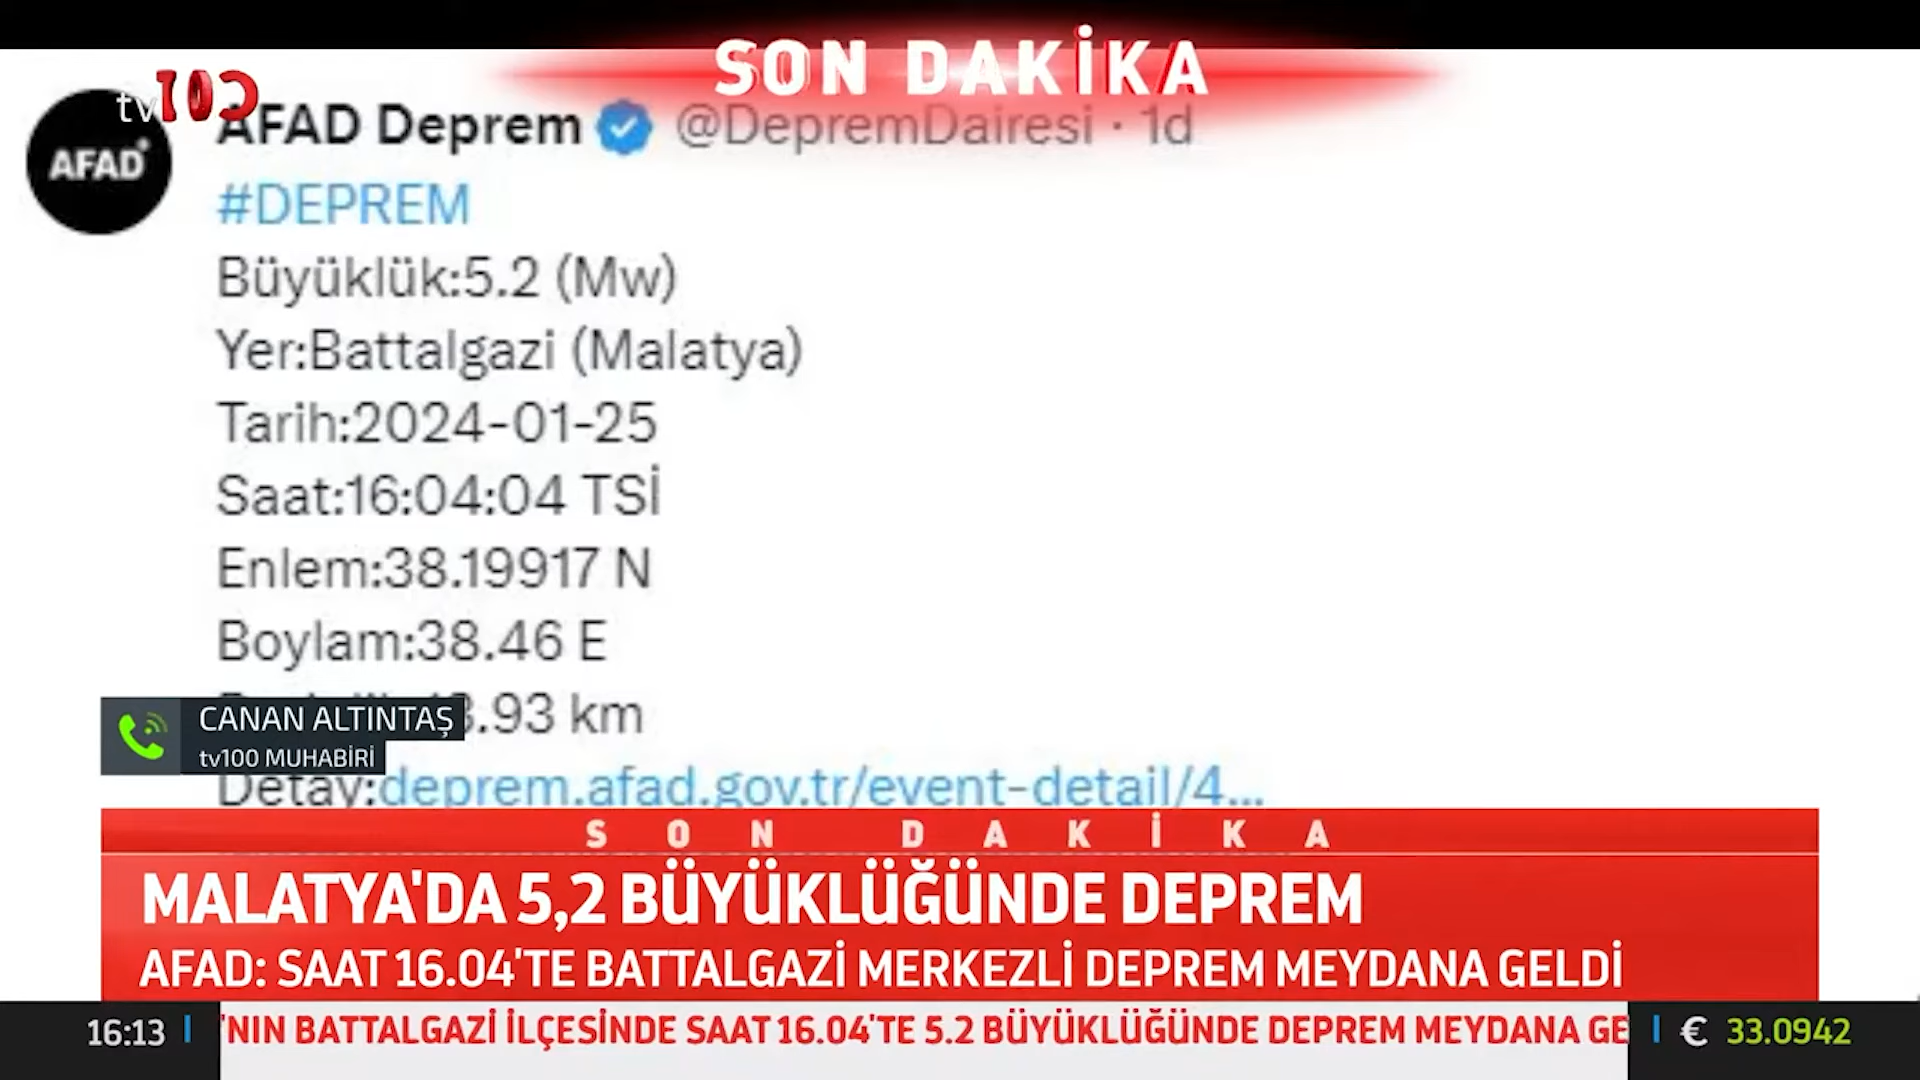 SON DAKİKA
tv100
AFAD
AFAD Deprem @DepremDairesi · 1d
#DEPREM
Büyüklük:5.2 (Mw)
Yer:Battalgazi (Malatya)
Tarih:2024-01-25
Saat:16:04:04 TSİ
Enlem:38.19917 N
Boylam:38.46 E
.93 km
CANAN ALTINTAŞ
tv100 MUHABİRİ
Detay:deprem.afad.gov.tr/event-detail/4...
SON DAKİKA
MALATYA'DA 5,2 BÜYÜKLÜĞÜNDE DEPREM
AFAD: SAAT 16.04'TE BATTALGAZİ MERKEZLİ DEPREM MEYDANA GELDİ
16:13
'NIN BATTALGAZİ İLÇESİNDE SAAT 16.04'TE 5.2 BÜYÜKLÜĞÜNDE DEPREM MEYDANA GE
€ 33.0942